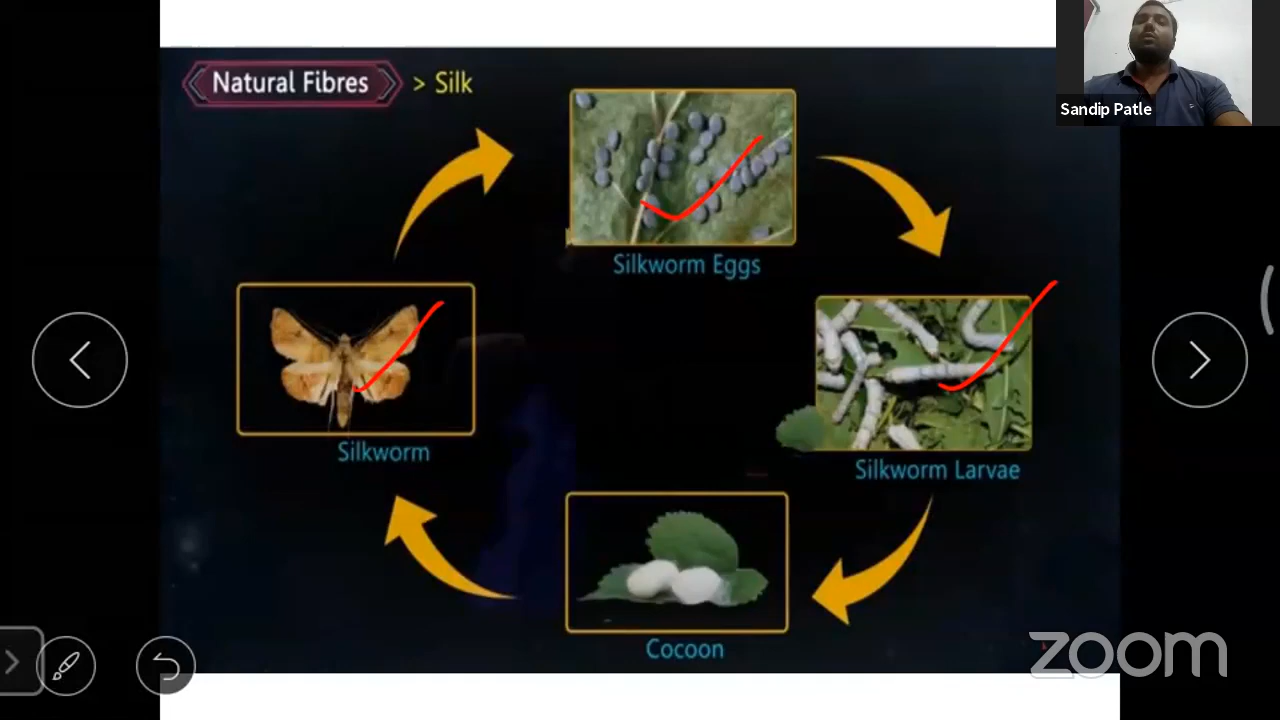 Natural Fibres > Silk
Sandip Patle
Silkworm Eggs
Silkworm
Silkworm Larvae
Cocoon
zoom